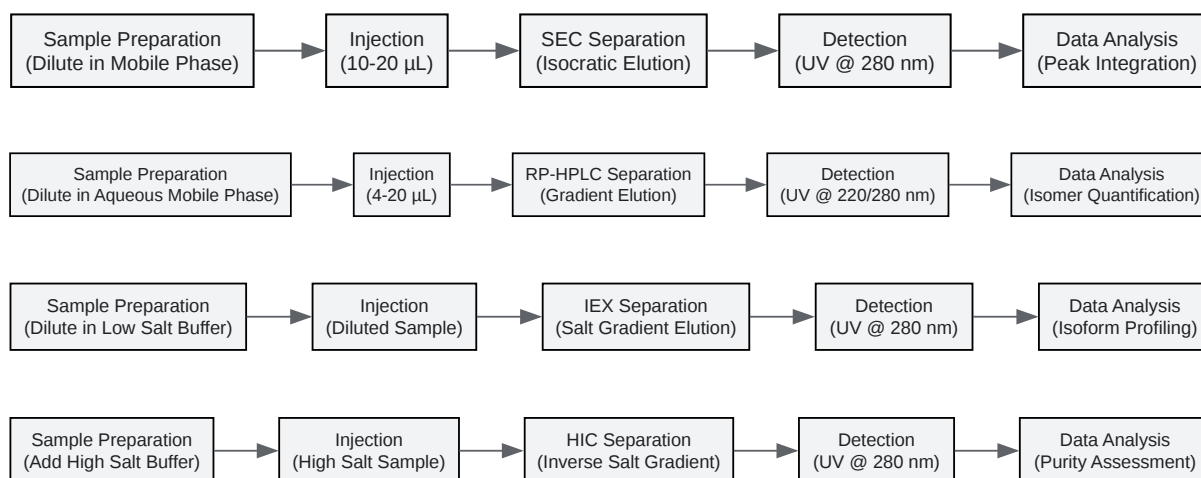 Sample Preparation
(Dilute in Mobile Phase)
Injection
(10-20 µL)
SEC Separation
(Isocratic Elution)
Detection
(UV @ 280 nm)
Data Analysis
(Peak Integration)
Sample Preparation
(Dilute in Aqueous Mobile Phase)
Injection
(4-20 µL)
RP-HPLC Separation
(Gradient Elution)
Detection
(UV @ 220/280 nm)
Data Analysis
(Isomer Quantification)
Sample Preparation
(Dilute in Low Salt Buffer)
Injection
(Diluted Sample)
IEX Separation
(Salt Gradient Elution)
Detection
(UV @ 280 nm)
Data Analysis
(Isoform Profiling)
Sample Preparation
(Add High Salt Buffer)
Injection
(High Salt Sample)
HIC Separation
(Inverse Salt Gradient)
Detection
(UV @ 280 nm)
Data Analysis
(Purity Assessment)